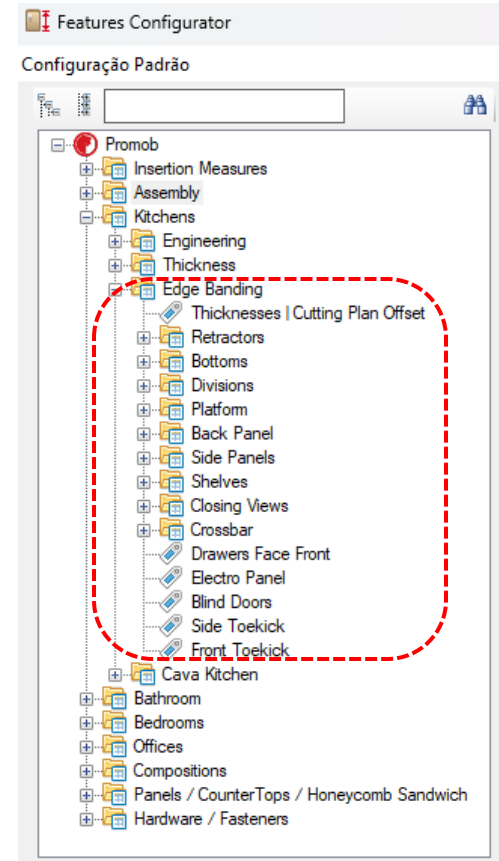 Features Configurator
Configuração Padrão
Promob
Insertion Measures
Assembly
Kitchens
Engineering
Thickness
Edge Banding
Thicknesses | Cutting Plan Offset
Retractors
Bottoms
Divisions
Platform
Back Panel
Side Panels
Shelves
Closing Views
Crossbar
Drawers Face Front
Electro Panel
Blind Doors
Side Toekick
Front Toekick
Cava Kitchen
Bathroom
Bedrooms
Offices
Compositions
Panels / CounterTops / Honeycomb Sandwich
Hardware / Fasteners